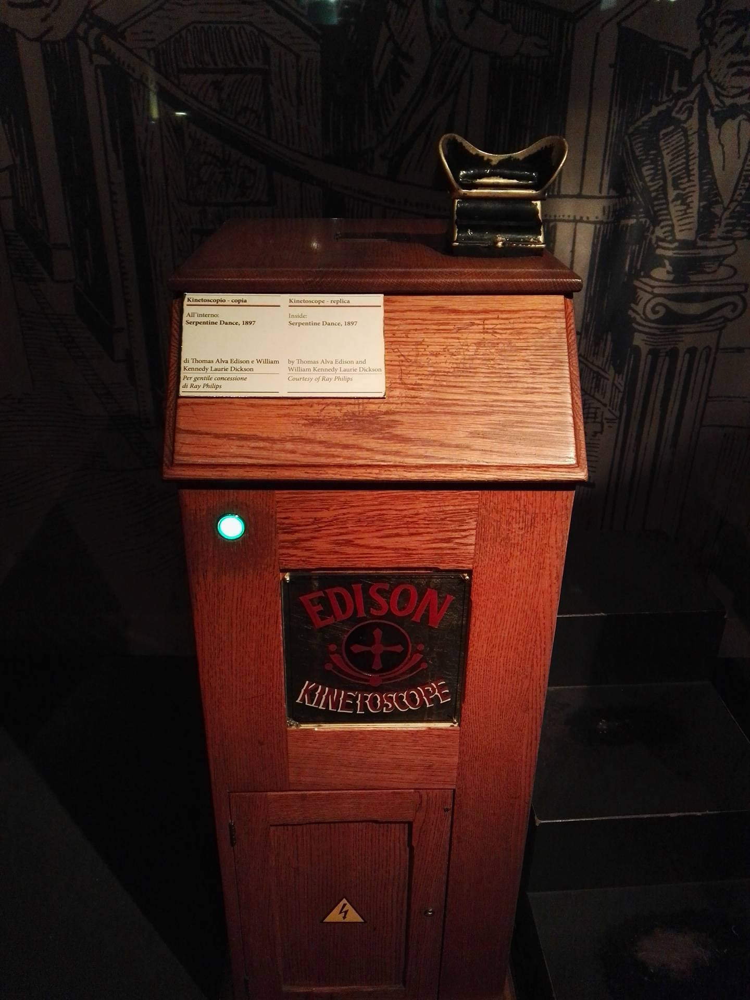 Kinetoscopio - copia
All'interno:
Serpentine Dance, 1897
di Thomas Alva Edison e William
Kennedy Laurie Dickson
Per gentile concessione
di Ray Philips
Kinetoscope - replica
Inside:
Serpentine Dance, 1897
by Thomas Alva Edison and
William Kennedy Laurie Dickson
Courtesy of Ray Philips
EDISON
KINETOSCOPE